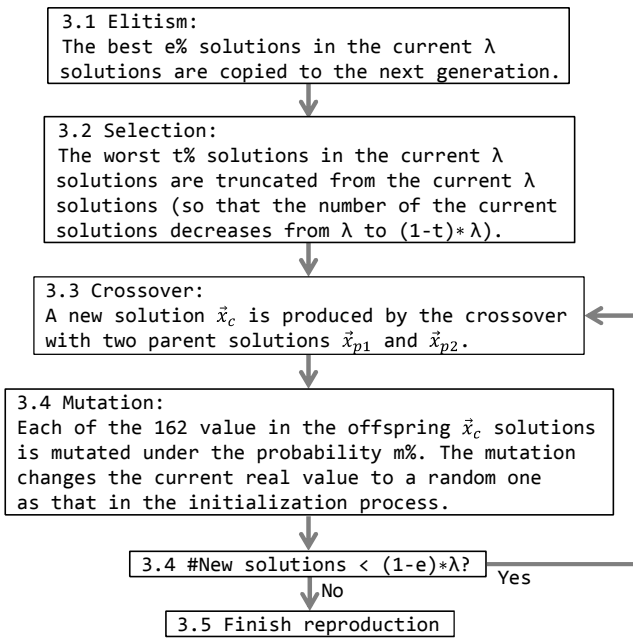 3.1 Elitism:
The best e% solutions in the current λ
solutions are copied to the next generation.
3.2 Selection:
The worst t% solutions in the current λ
solutions are truncated from the current λ
solutions (so that the number of the current
solutions decreases from λ to (1-t)*λ).
3.3 Crossover:
A new solution x⃗_c is produced by the crossover
with two parent solutions x⃗_p1 and x⃗_p2.
3.4 Mutation:
Each of the 162 value in the offspring x⃗_c solutions
is mutated under the probability m%. The mutation
changes the current real value to a random one
as that in the initialization process.
3.4 #New solutions < (1-e)*λ?
Yes
No
3.5 Finish reproduction